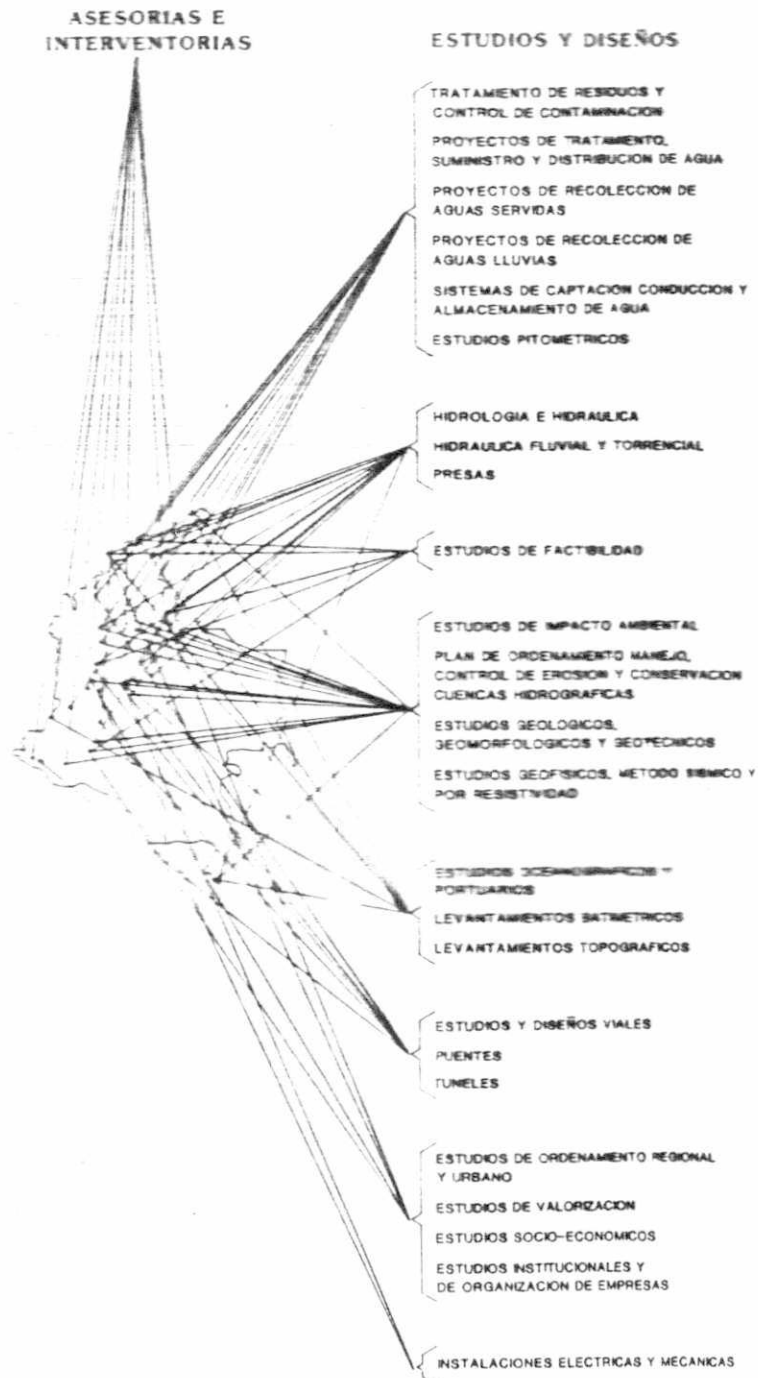 ASESORIAS E
INTERVENTORIAS
ESTUDIOS Y DISEÑOS
TRATAMIENTO DE RESIDUOS Y
CONTROL DE CONTAMINACION
PROYECTOS DE TRATAMIENTO,
SUMINISTRO Y DISTRIBUCION DE AGUA
PROYECTOS DE RECOLECCION DE
AGUAS SERVIDAS
PROYECTOS DE RECOLECCION DE
AGUAS LLUVIAS
SISTEMAS DE CAPTACION CONDUCCION Y
ALMACENAMIENTO DE AGUA
ESTUDIOS PITOMETRICOS
HIDROLOGIA E HIDRAULICA
HIDRAULICA FLUVIAL Y TORRENCIAL
PRESAS
ESTUDIOS DE FACTIBILIDAD
ESTUDIOS DE IMPACTO AMBIENTAL
PLAN DE ORDENAMIENTO MANEJO,
CONTROL DE EROSION Y CONSERVACION
CUENCAS HIDROGRAFICAS
ESTUDIOS GEOLOGICOS,
GEOMORFOLOGICOS Y GEOTECNICOS
ESTUDIOS GEOFISICOS, METODO SISMICO Y
POR RESISTIVIDAD
ESTUDIOS OCEANOGRAFICOS Y
PORTUARIOS
LEVANTAMIENTOS BATIMETRICOS
LEVANTAMIENTOS TOPOGRAFICOS
ESTUDIOS Y DISEÑOS VIALES
PUENTES
TUNELES
ESTUDIOS DE ORDENAMIENTO REGIONAL
Y URBANO
ESTUDIOS DE VALORIZACION
ESTUDIOS SOCIO-ECONOMICOS
ESTUDIOS INSTITUCIONALES Y
DE ORGANIZACION DE EMPRESAS
INSTALACIONES ELECTRICAS Y MECANICAS